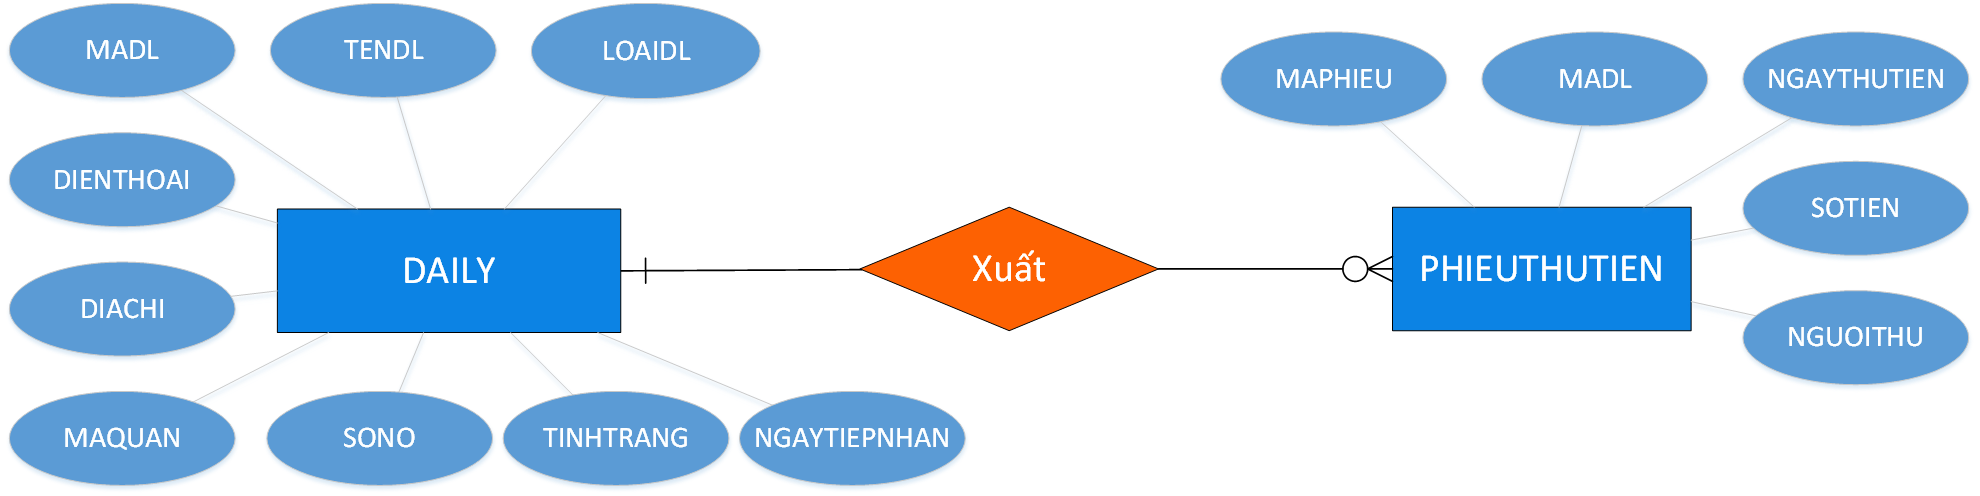 MADL
TENDL
LOAIDL
DIENTHOAI
DAILY
DIACHI
MAQUAN
SONO
TINHTRANG
NGAYTIEPNHAN
Xuất
MAPHIEU
MADL
NGAYTHUTIEN
SOTIEN
PHIEUTHUTIEN
NGUOITHU